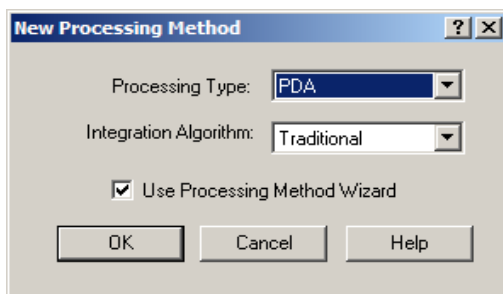 New Processing Method
Processing Type: PDA
Integration Algorithm: Traditional
Use Processing Method Wizard
OK Cancel Help